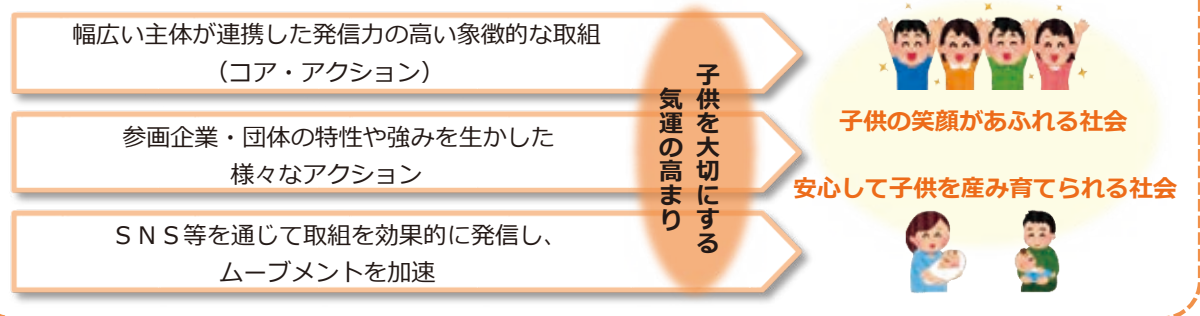 幅広い主体が連携した発信力の高い象徴的な取組
（コア・アクション）
参画企業・団体の特性や強みを生かした
様々なアクション
ＳＮＳ等を通じて取組を効果的に発信し、
ムーブメントを加速
子供を大切にする
気運の高まり
子供の笑顔があふれる社会
安心して子供を産み育てられる社会